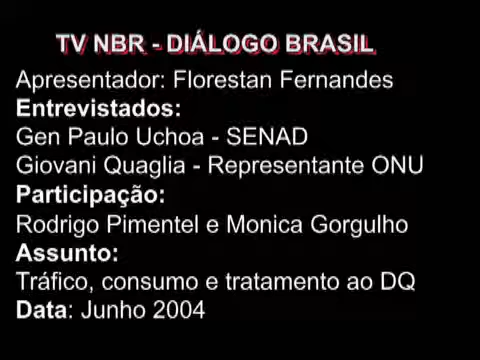 TV NBR - DIÁLOGO BRASIL
Apresentador: Florestan Fernandes
Entrevistados:
Gen Paulo Uchoa - SENAD
Giovani Quaglia - Representante ONU
Participação:
Rodrigo Pimentel e Monica Gorgulho
Assunto:
Tráfico, consumo e tratamento ao DQ
Data: Junho 2004